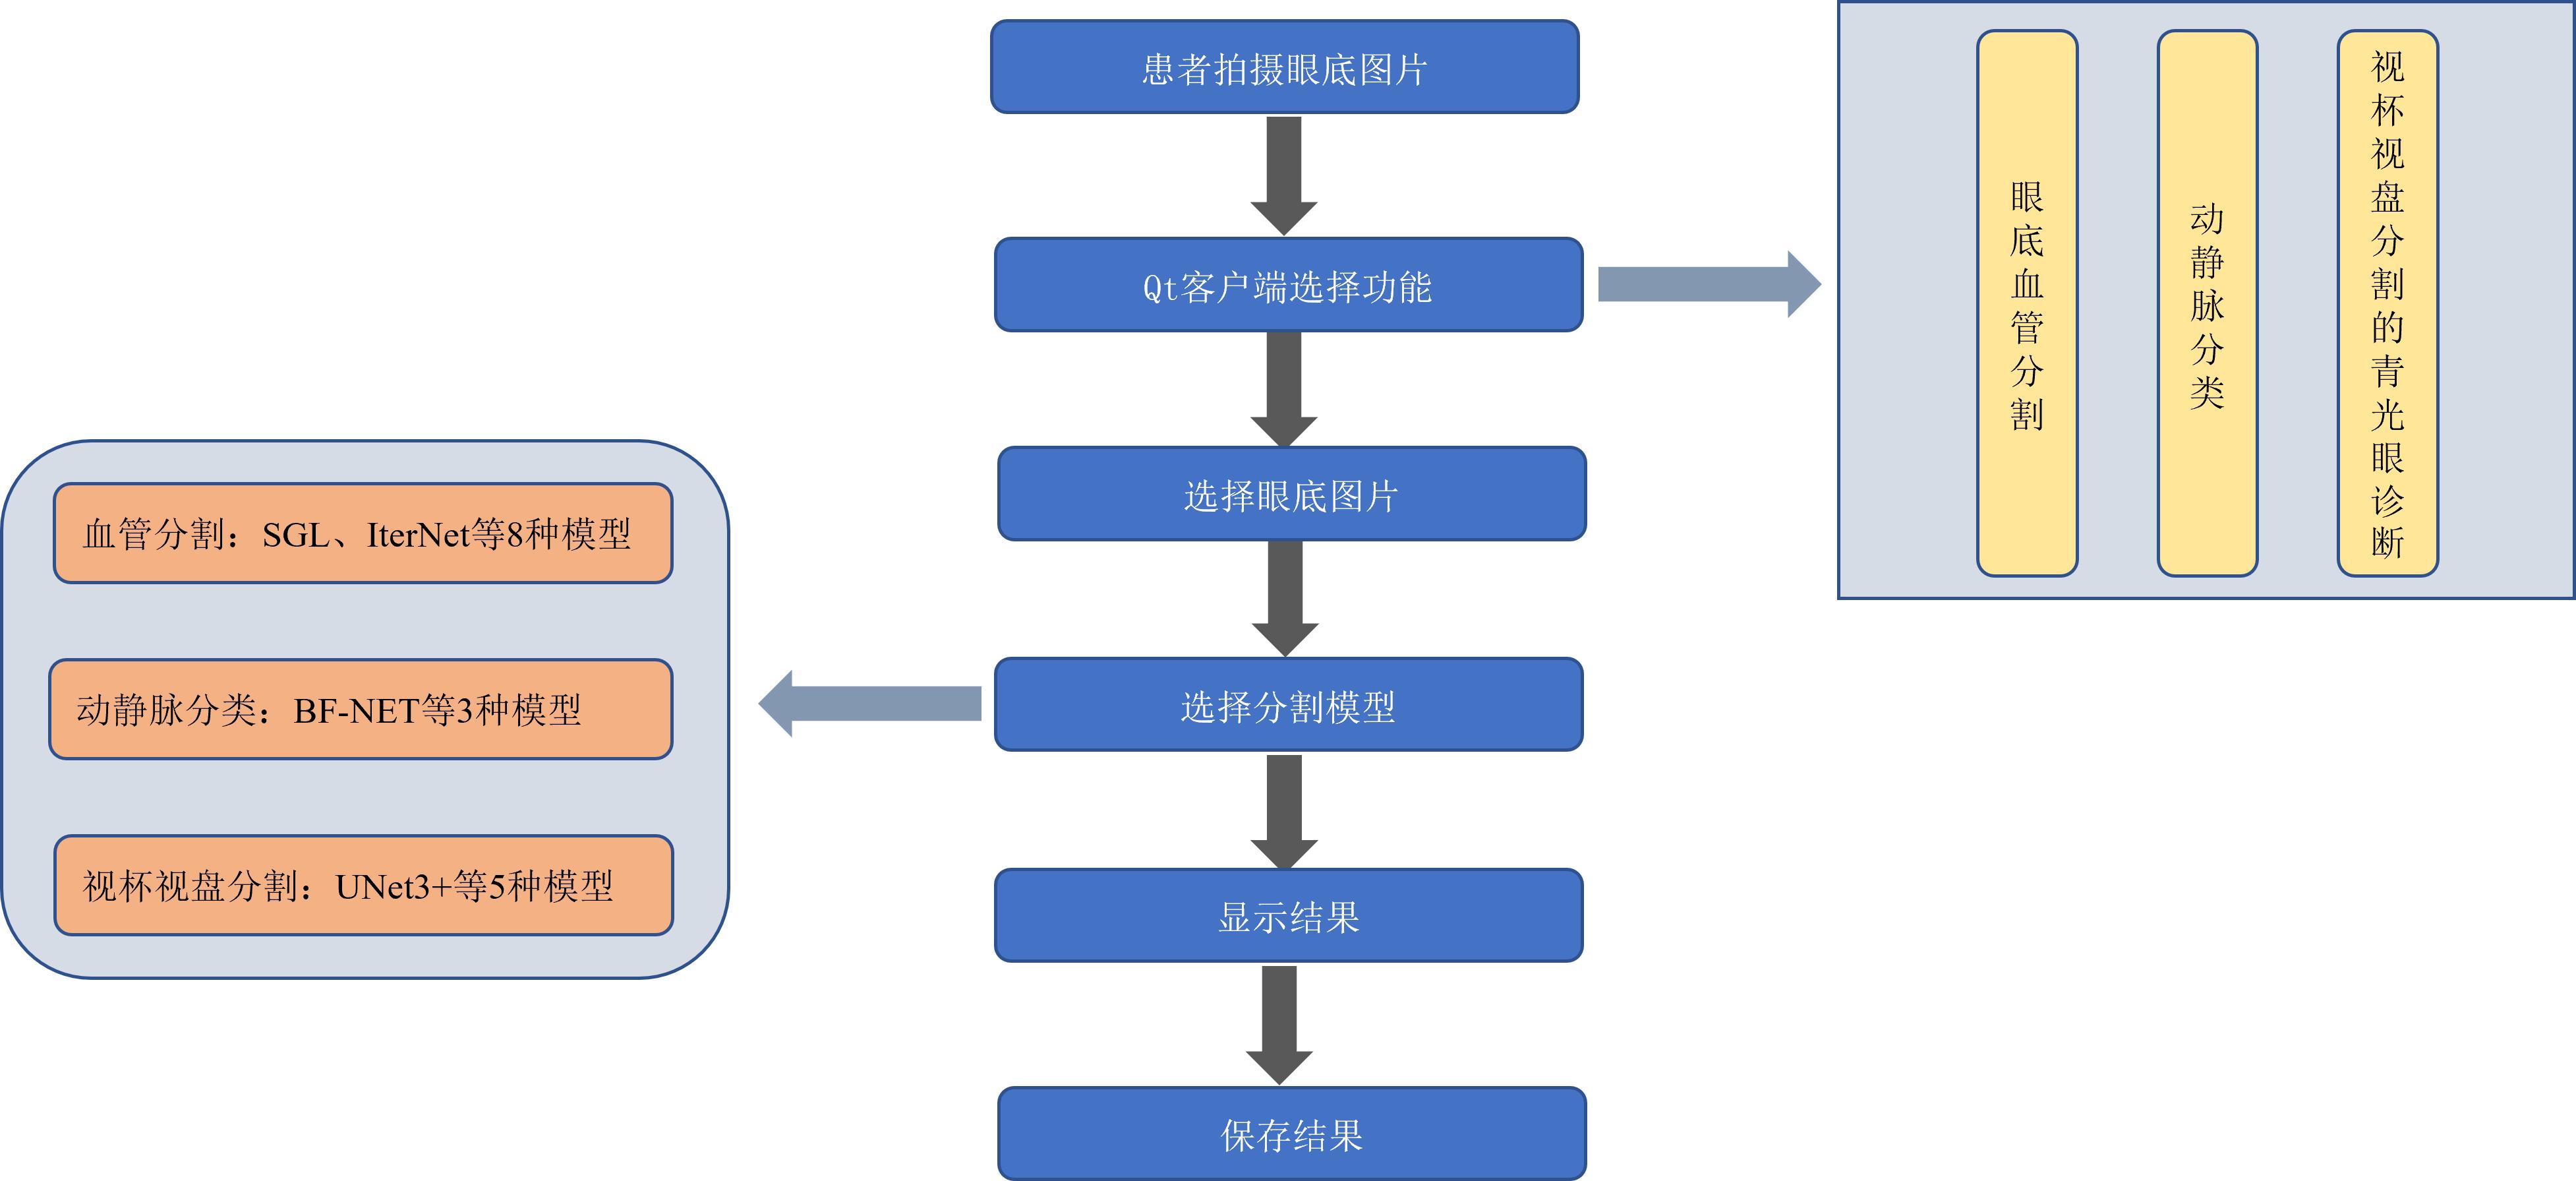 患者拍摄眼底图片
Qt客户端选择功能
眼底血管分割
动静脉分类
视杯视盘分割的青光眼诊断
选择眼底图片
选择分割模型
血管分割：SGL、IterNet等8种模型
动静脉分类：BF-NET等3种模型
视杯视盘分割：UNet3+等5种模型
显示结果
保存结果